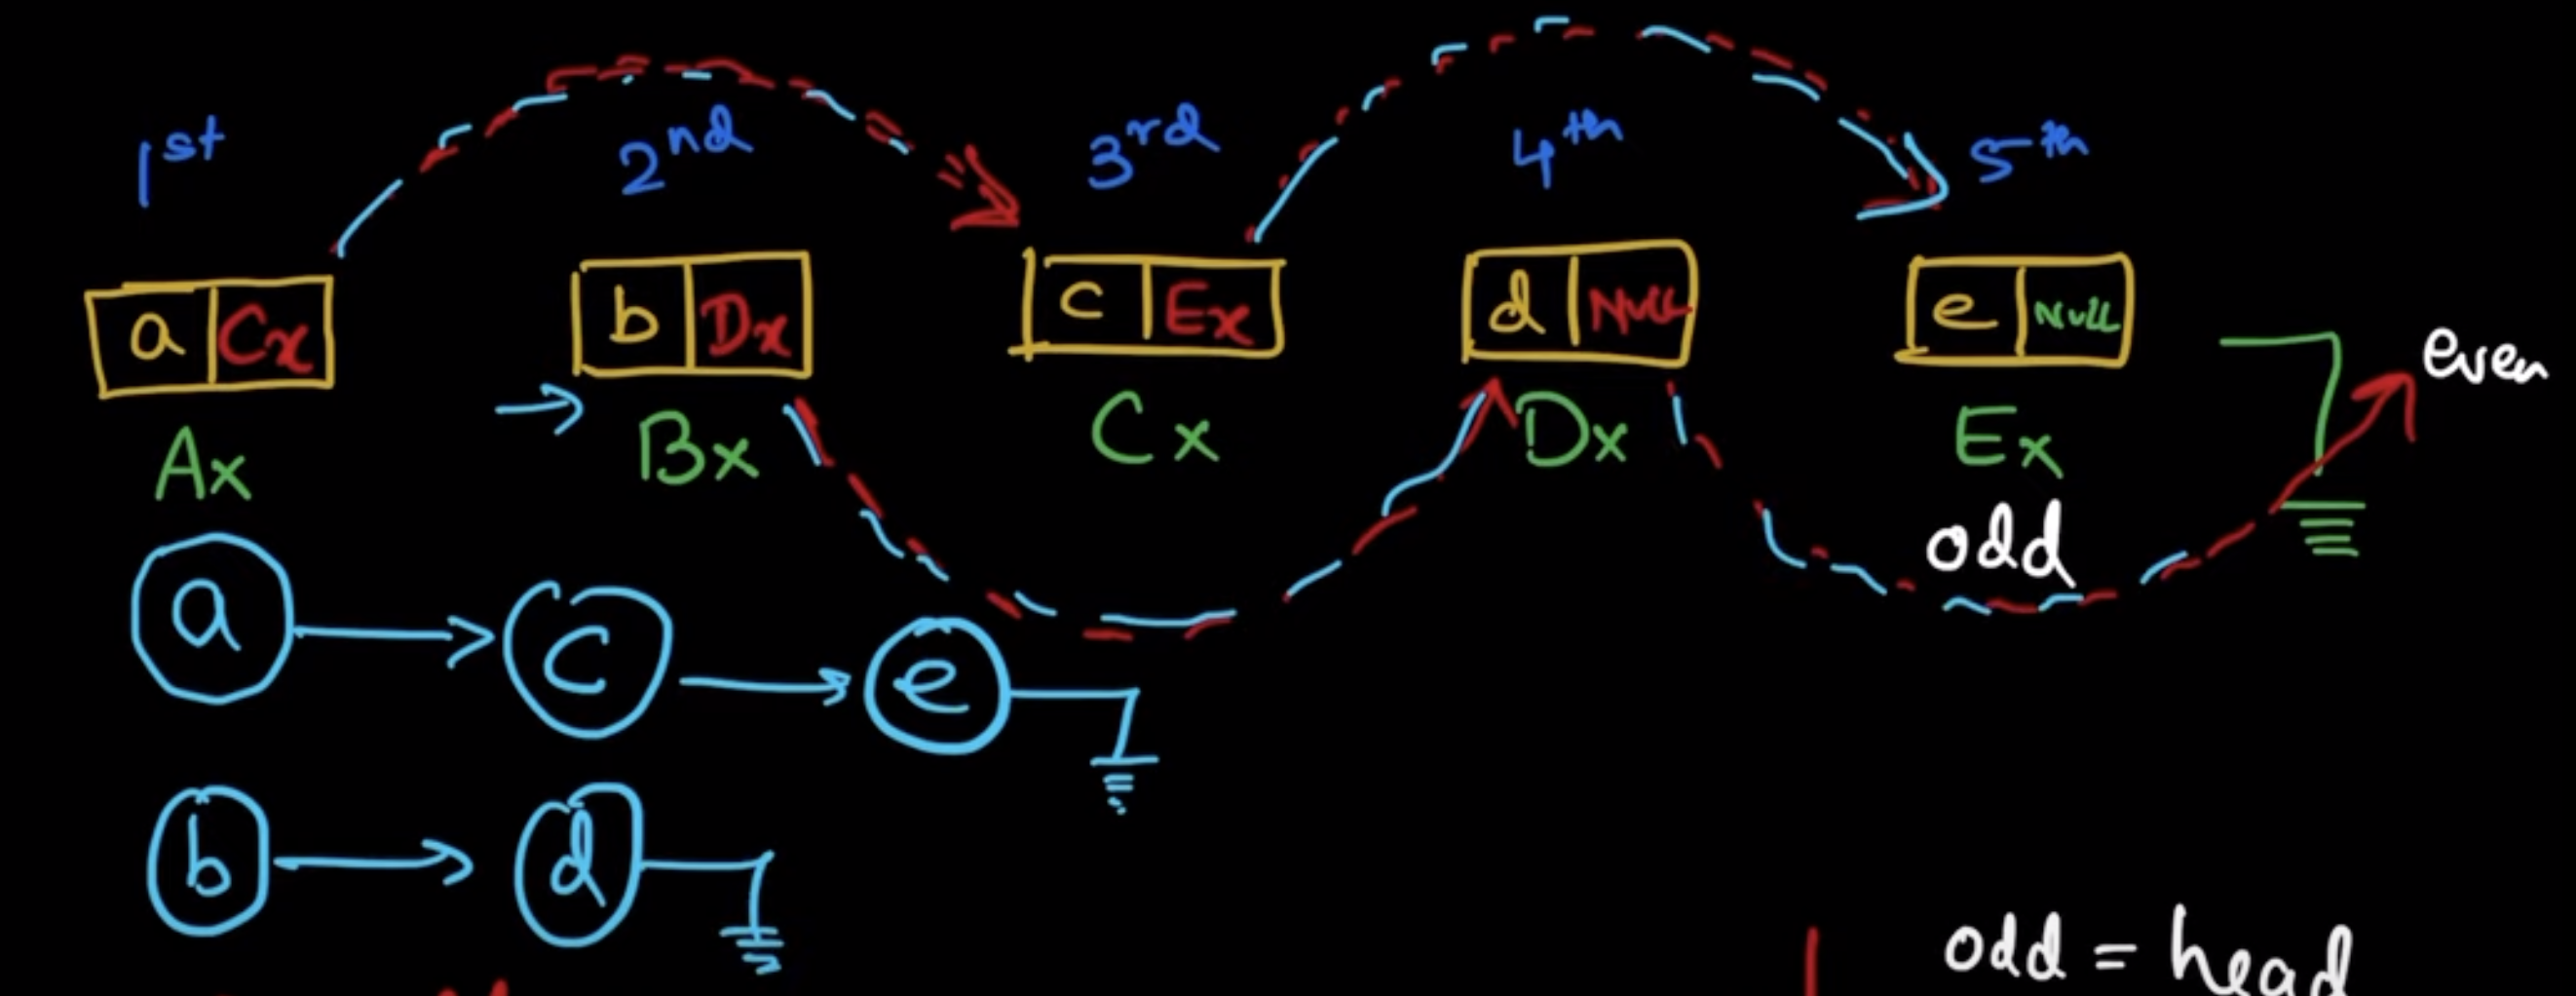 1st 2nd 3rd 4th 5th
a Cx b Dx c Ex d Null e Null
even
Ax Bx Cx Dx Ex
odd
a c e
b d
odd = head